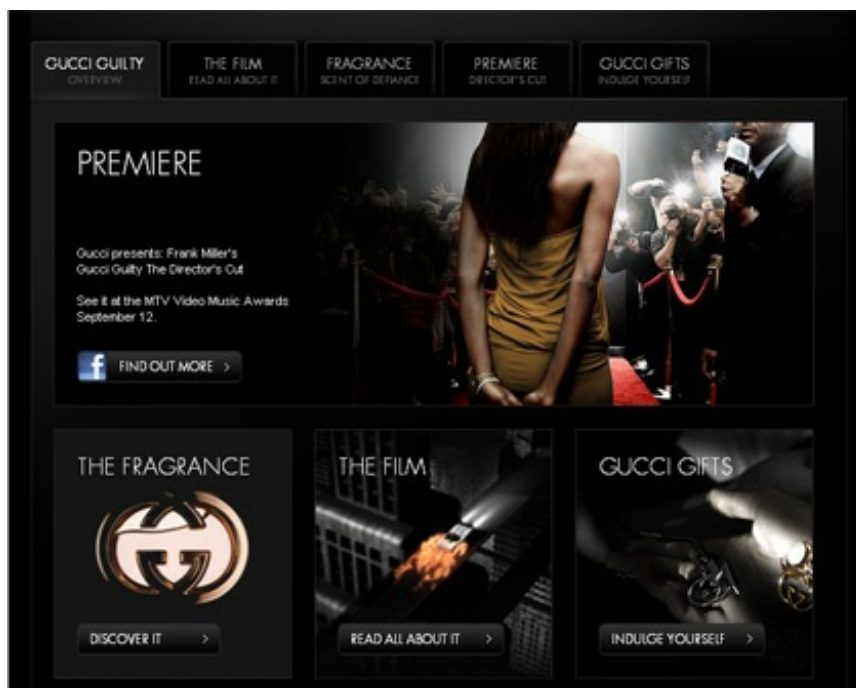 GUCCI GUILTY
OVERVIEW
THE FILM
READ ALL ABOUT IT
FRAGRANCE
SCENT OF DEFIANCE
PREMIERE
DIRECTOR'S CUT
GUCCI GIFTS
INDULGE YOURSELF
PREMIERE
Gucci presents: Frank Miller's
Gucci Guilty The Director's Cut
See it at the MTV Video Music Awards
September 12.
f FIND OUT MORE >
THE FRAGRANCE
DISCOVER IT >
THE FILM
READ ALL ABOUT IT >
GUCCI GIFTS
INDULGE YOURSELF >